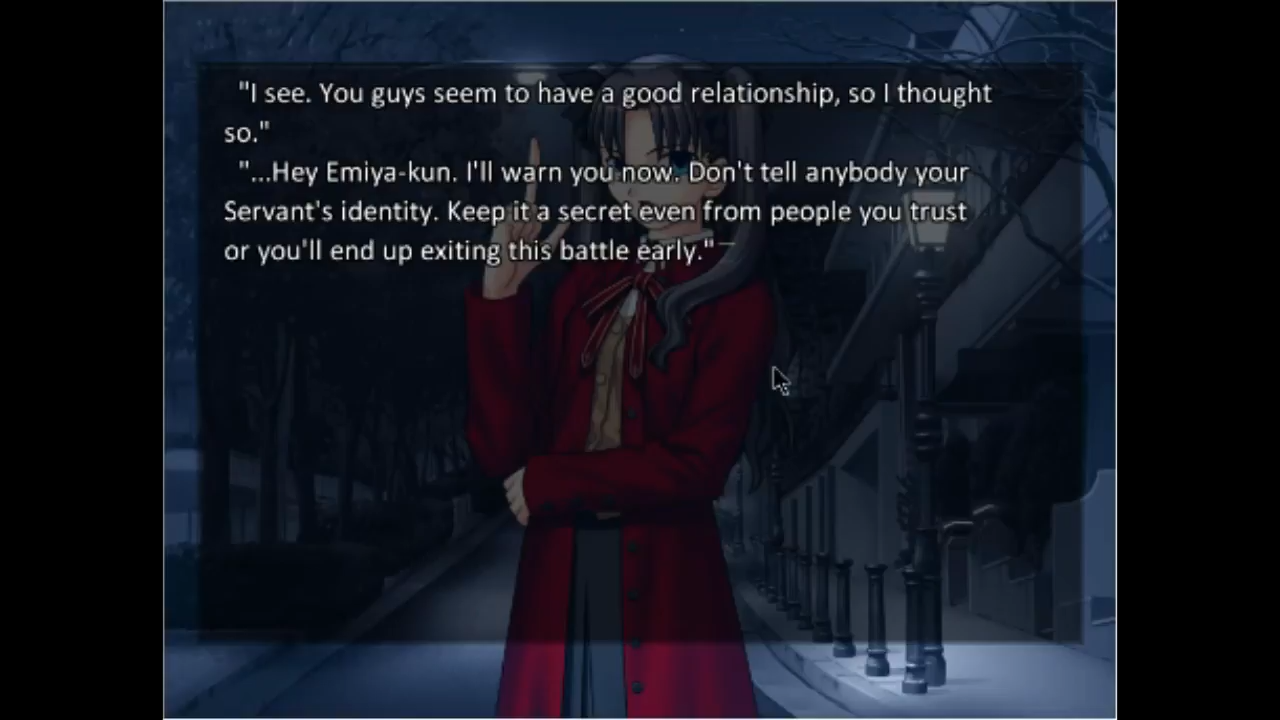 "I see. You guys seem to have a good relationship, so I thought
so."
"...Hey Emiya-kun. I'll warn you now. Don't tell anybody your
Servant's identity. Keep it a secret even from people you trust
or you'll end up exiting this battle early."